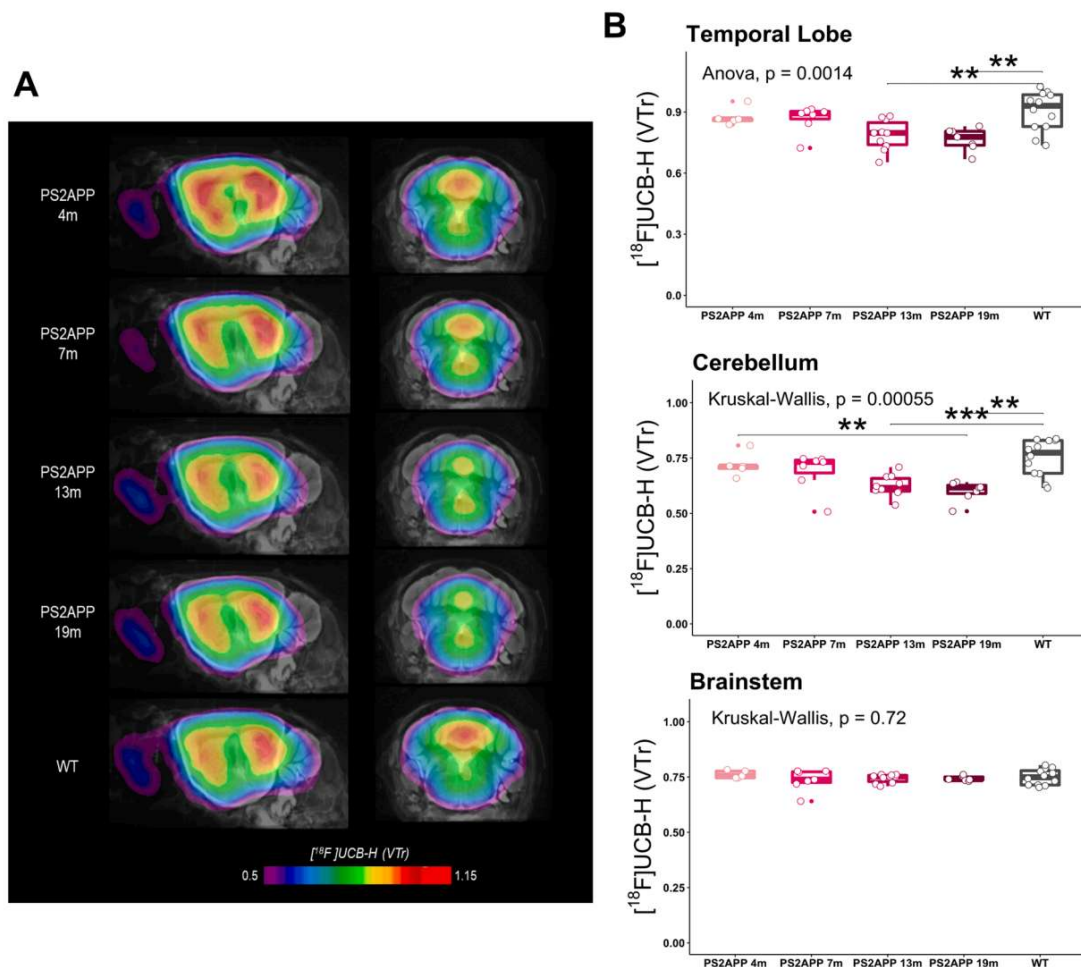 A
PS2APP
4m
PS2APP
7m
PS2APP
13m
PS2APP
19m
WT
[¹⁸F ]UCB-H (VTr)
0.5
1.15
B
Temporal Lobe
Anova, p = 0.0014
**
**
[¹⁸F]UCB-H (VTr)
0.9
0.6
0.3
0.0
PS2APP 4m PS2APP 7m PS2APP 13m PS2APP 19m WT
Cerebellum
Kruskal-Wallis, p = 0.00055
**
***
**
[¹⁸F]UCB-H (VTr)
1.00
0.75
0.50
0.25
0.00
PS2APP 4m PS2APP 7m PS2APP 13m PS2APP 19m WT
Brainstem
Kruskal-Wallis, p = 0.72
[¹⁸F]UCB-H (VTr)
1.00
0.75
0.50
0.25
0.00
PS2APP 4m PS2APP 7m PS2APP 13m PS2APP 19m WT